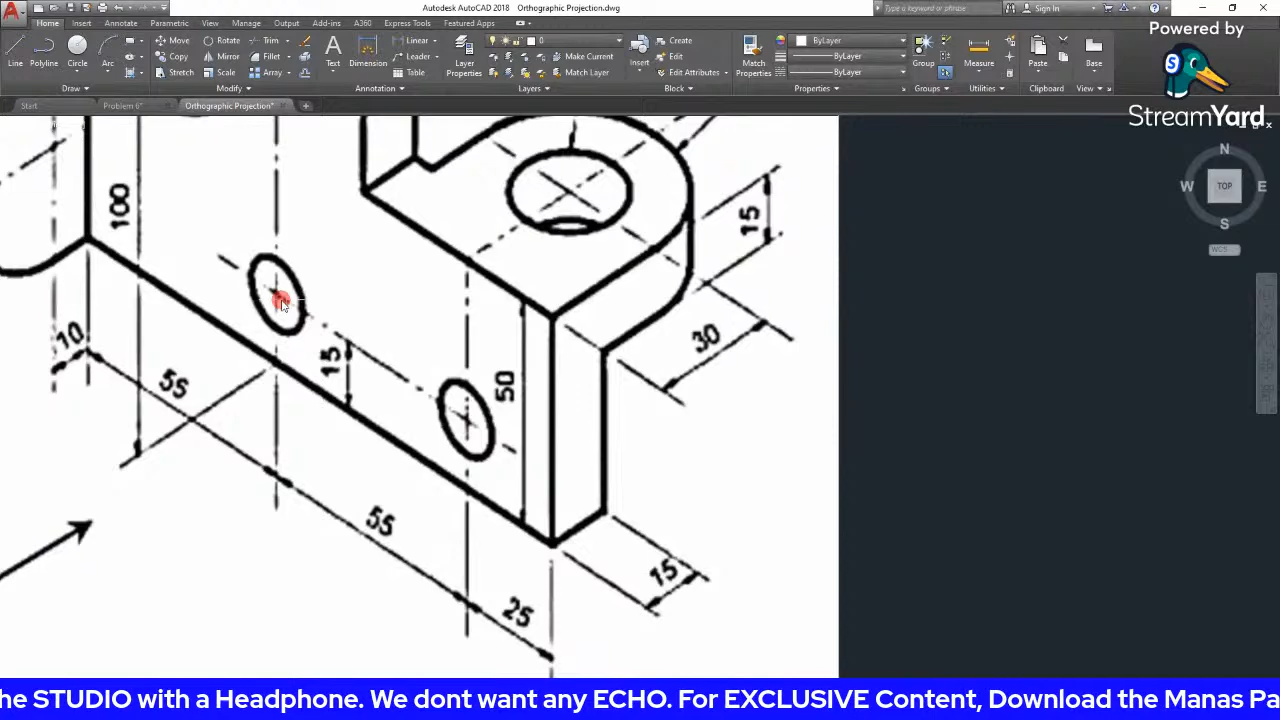 Autodesk AutoCAD 2018 Orthographic Projection.dwg
Type a keyword or phrase
Sign In
Home Insert Annotate Parametric View Manage Output Add-ins A360 Express Tools Featured Apps
Powered by
StreamYard
Line Polyline Circle Arc
Move Rotate Trim
Copy Mirror Fillet
Stretch Scale Array
Text Dimension
Linear
Leader
Table
Layer Properties
0
Make Current
Match Layer
Insert
Create
Edit
Edit Attributes
Match Properties
ByLayer
ByLayer
ByLayer
Group
Measure
Paste
Base
Draw Modify Annotation Layers Block Properties Groups Utilities Clipboard View
Start Problem 6* Orthographic Projection*
N
W TOP E
S
WCS
100
15
10
55
15
50
30
55
15
25
he STUDIO with a Headphone. We dont want any ECHO. For EXCLUSIVE Content, Download the Manas Pa